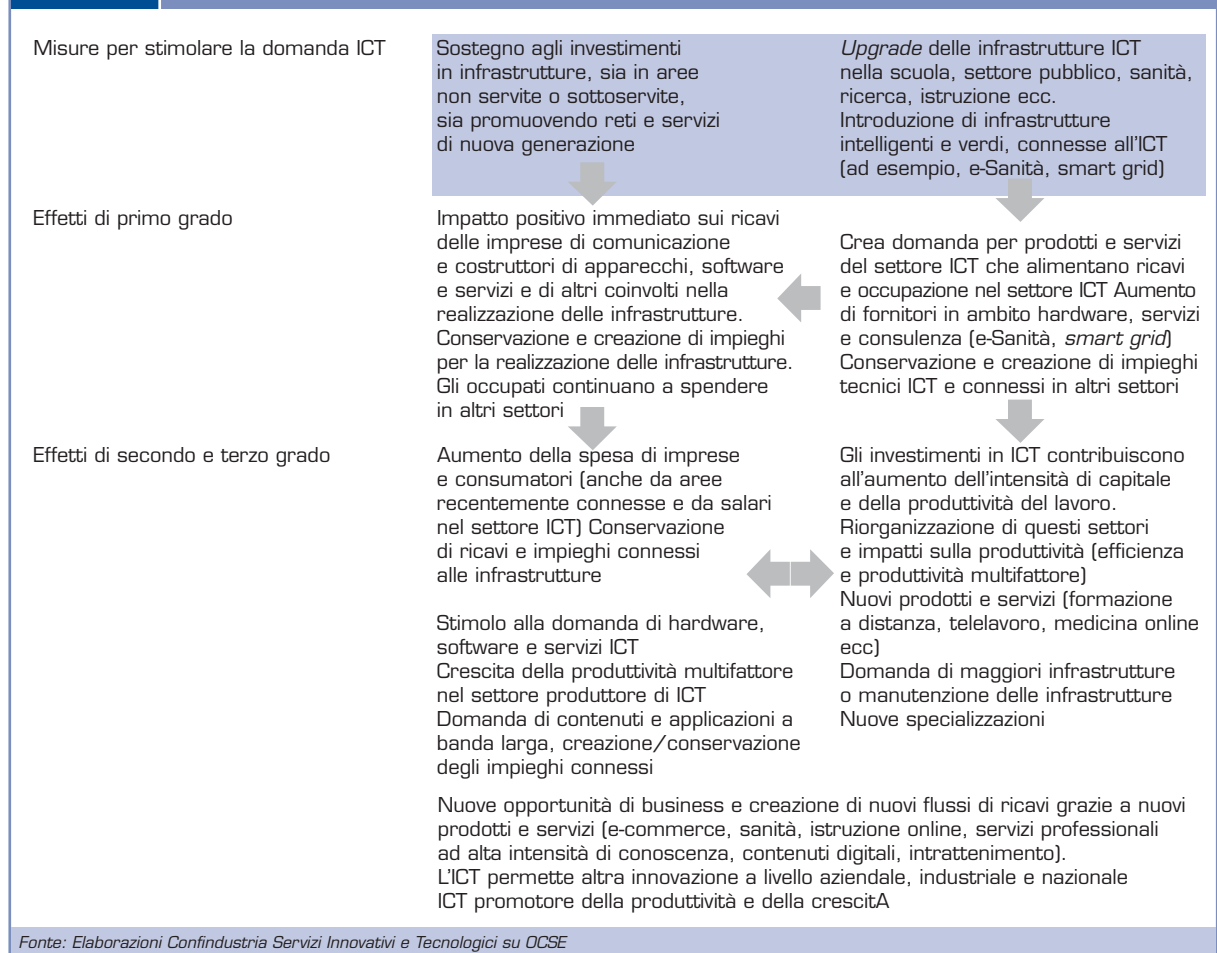 Misure per stimolare la domanda ICT
Sostegno agli investimenti
in infrastrutture, sia in aree
non servite o sottoservite,
sia promuovendo reti e servizi
di nuova generazione
Upgrade delle infrastrutture ICT
nella scuola, settore pubblico, sanità,
ricerca, istruzione ecc.
Introduzione di infrastrutture
intelligenti e verdi, connesse all'ICT
(ad esempio, e-Sanità, smart grid)
Effetti di primo grado
Impatto positivo immediato sui ricavi
delle imprese di comunicazione
e costruttori di apparecchi, software
e servizi e di altri coinvolti nella
realizzazione delle infrastrutture.
Conservazione e creazione di impieghi
per la realizzazione delle infrastrutture.
Gli occupati continuano a spendere
in altri settori
Crea domanda per prodotti e servizi
del settore ICT che alimentano ricavi
e occupazione nel settore ICT Aumento
di fornitori in ambito hardware, servizi
e consulenza (e-Sanità, smart grid)
Conservazione e creazione di impieghi
tecnici ICT e connessi in altri settori
Effetti di secondo e terzo grado
Aumento della spesa di imprese
e consumatori (anche da aree
recentemente connesse e da salari
nel settore ICT) Conservazione
di ricavi e impieghi connessi
alle infrastrutture
Stimolo alla domanda di hardware,
software e servizi ICT
Crescita della produttività multifattore
nel settore produttore di ICT
Domanda di contenuti e applicazioni a
banda larga, creazione/conservazione
degli impieghi connessi
Gli investimenti in ICT contribuiscono
all'aumento dell'intensità di capitale
e della produttività del lavoro.
Riorganizzazione di questi settori
e impatti sulla produttività (efficienza
e produttività multifattore)
Nuovi prodotti e servizi (formazione
a distanza, telelavoro, medicina online
ecc)
Domanda di maggiori infrastrutture
o manutenzione delle infrastrutture
Nuove specializzazioni
Nuove opportunità di business e creazione di nuovi flussi di ricavi grazie a nuovi
prodotti e servizi (e-commerce, sanità, istruzione online, servizi professionali
ad alta intensità di conoscenza, contenuti digitali, intrattenimento).
L'ICT permette altra innovazione a livello aziendale, industriale e nazionale
ICT promotore della produttività e della crescitA
Fonte: Elaborazioni Confindustria Servizi Innovativi e Tecnologici su OCSE